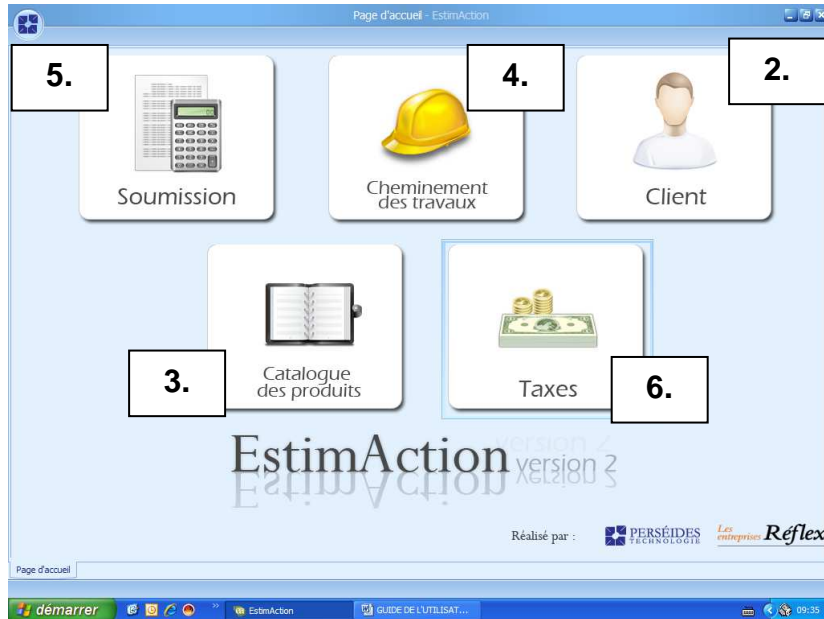 Page d'accueil - EstimAction
5.
4.
2.
Soumission
Cheminement
des travaux
Client
3.
Catalogue
des produits
Taxes
6.
EstimAction version 2
Réalisé par :
PERSÉIDES
TECHNOLOGIE
Les
entreprises Réflex
Page d'accueil
démarrer
EstimAction
GUIDE DE L'UTILISAT...
09:35